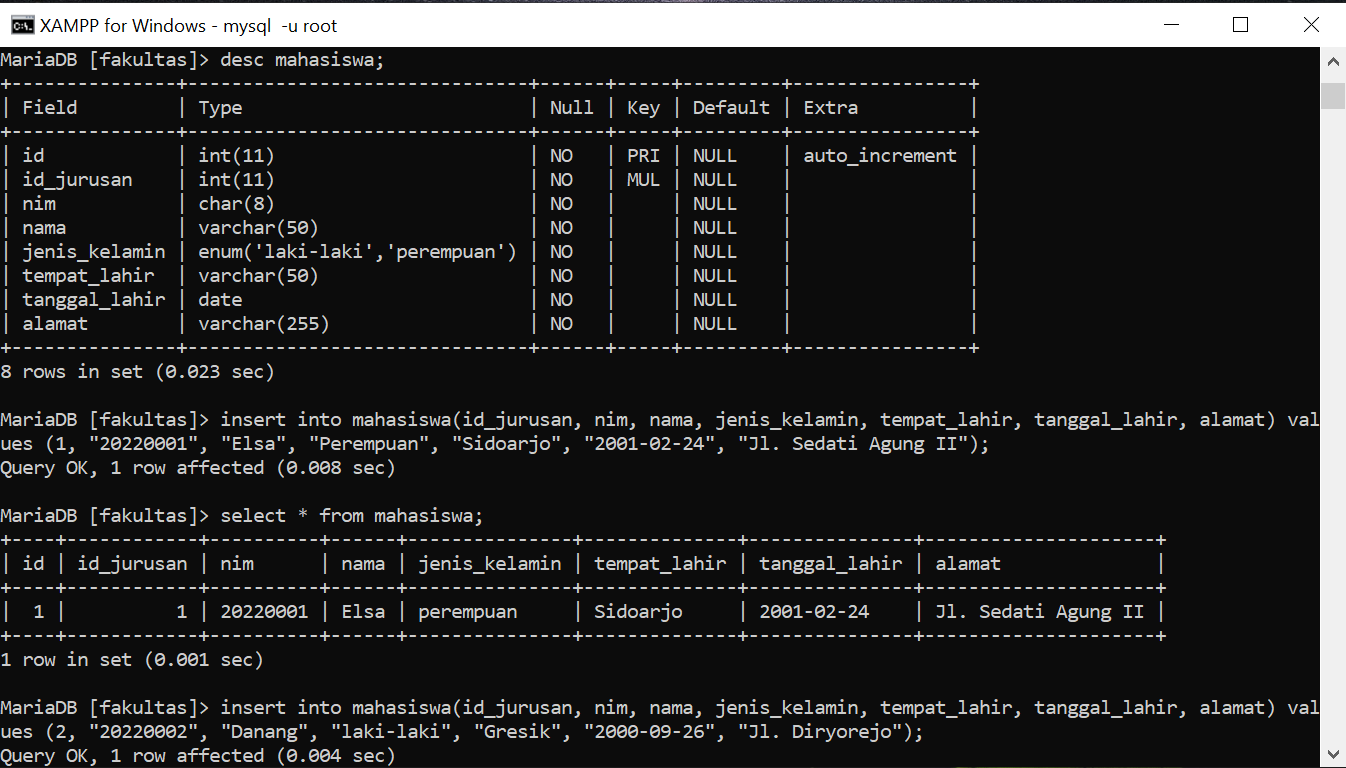 XAMPP for Windows - mysql  -u root
MariaDB [fakultas]> desc mahasiswa;
+---------------+-------------------------------+------+-----+---------+----------------+
| Field         | Type                          | Null | Key | Default | Extra          |
+---------------+-------------------------------+------+-----+---------+----------------+
| id            | int(11)                       | NO   | PRI | NULL    | auto_increment |
| id_jurusan    | int(11)                       | NO   | MUL | NULL    |                |
| nim           | char(8)                       | NO   |     | NULL    |                |
| nama          | varchar(50)                   | NO   |     | NULL    |                |
| jenis_kelamin | enum('laki-laki','perempuan') | NO   |     | NULL    |                |
| tempat_lahir  | varchar(50)                   | NO   |     | NULL    |                |
| tanggal_lahir | date                          | NO   |     | NULL    |                |
| alamat        | varchar(255)                  | NO   |     | NULL    |                |
+---------------+-------------------------------+------+-----+---------+----------------+
8 rows in set (0.023 sec)
MariaDB [fakultas]> insert into mahasiswa(id_jurusan, nim, nama, jenis_kelamin, tempat_lahir, tanggal_lahir, alamat) val
ues (1, "20220001", "Elsa", "Perempuan", "Sidoarjo", "2001-02-24", "Jl. Sedati Agung II");
Query OK, 1 row affected (0.008 sec)
MariaDB [fakultas]> select * from mahasiswa;
+----+------------+----------+------+---------------+--------------+---------------+---------------------+
| id | id_jurusan | nim      | nama | jenis_kelamin | tempat_lahir | tanggal_lahir | alamat              |
+----+------------+----------+------+---------------+--------------+---------------+---------------------+
|  1 |          1 | 20220001 | Elsa | perempuan     | Sidoarjo     | 2001-02-24    | Jl. Sedati Agung II |
+----+------------+----------+------+---------------+--------------+---------------+---------------------+
1 row in set (0.001 sec)
MariaDB [fakultas]> insert into mahasiswa(id_jurusan, nim, nama, jenis_kelamin, tempat_lahir, tanggal_lahir, alamat) val
ues (2, "20220002", "Danang", "laki-laki", "Gresik", "2000-09-26", "Jl. Diryorejo");
Query OK, 1 row affected (0.004 sec)